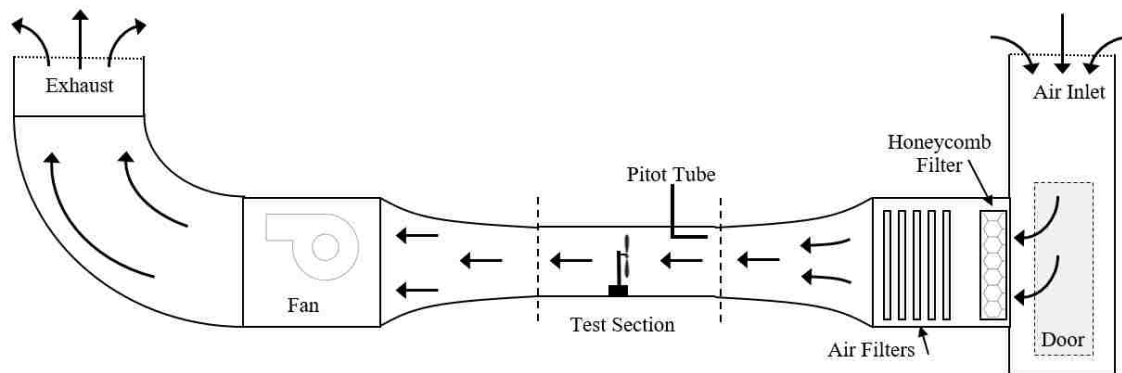 Exhaust
Air Inlet
Honeycomb
Filter
Pitot Tube
Fan
Test Section
Air Filters
Door